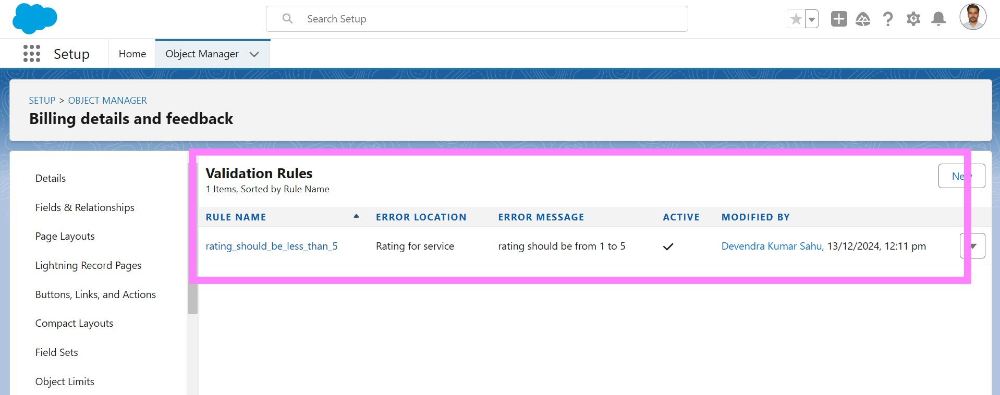 Search Setup
Setup
Home
Object Manager
SETUP > OBJECT MANAGER
Billing details and feedback
Details
Fields & Relationships
Page Layouts
Lightning Record Pages
Buttons, Links, and Actions
Compact Layouts
Field Sets
Object Limits
Validation Rules
1 Items, Sorted by Rule Name
New
RULE NAME ERROR LOCATION ERROR MESSAGE ACTIVE MODIFIED BY
rating_should_be_less_than_5 Rating for service rating should be from 1 to 5 Devendra Kumar Sahu, 13/12/2024, 12:11 pm